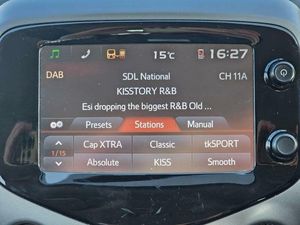 15°C 16:27
DAB SDL National CH 11A
KISSTORY R&B
Esi dropping the biggest R&B Old ...
Presets Stations Manual
Cap XTRA Classic tkSPORT
1/15
Absolute KISS Smooth